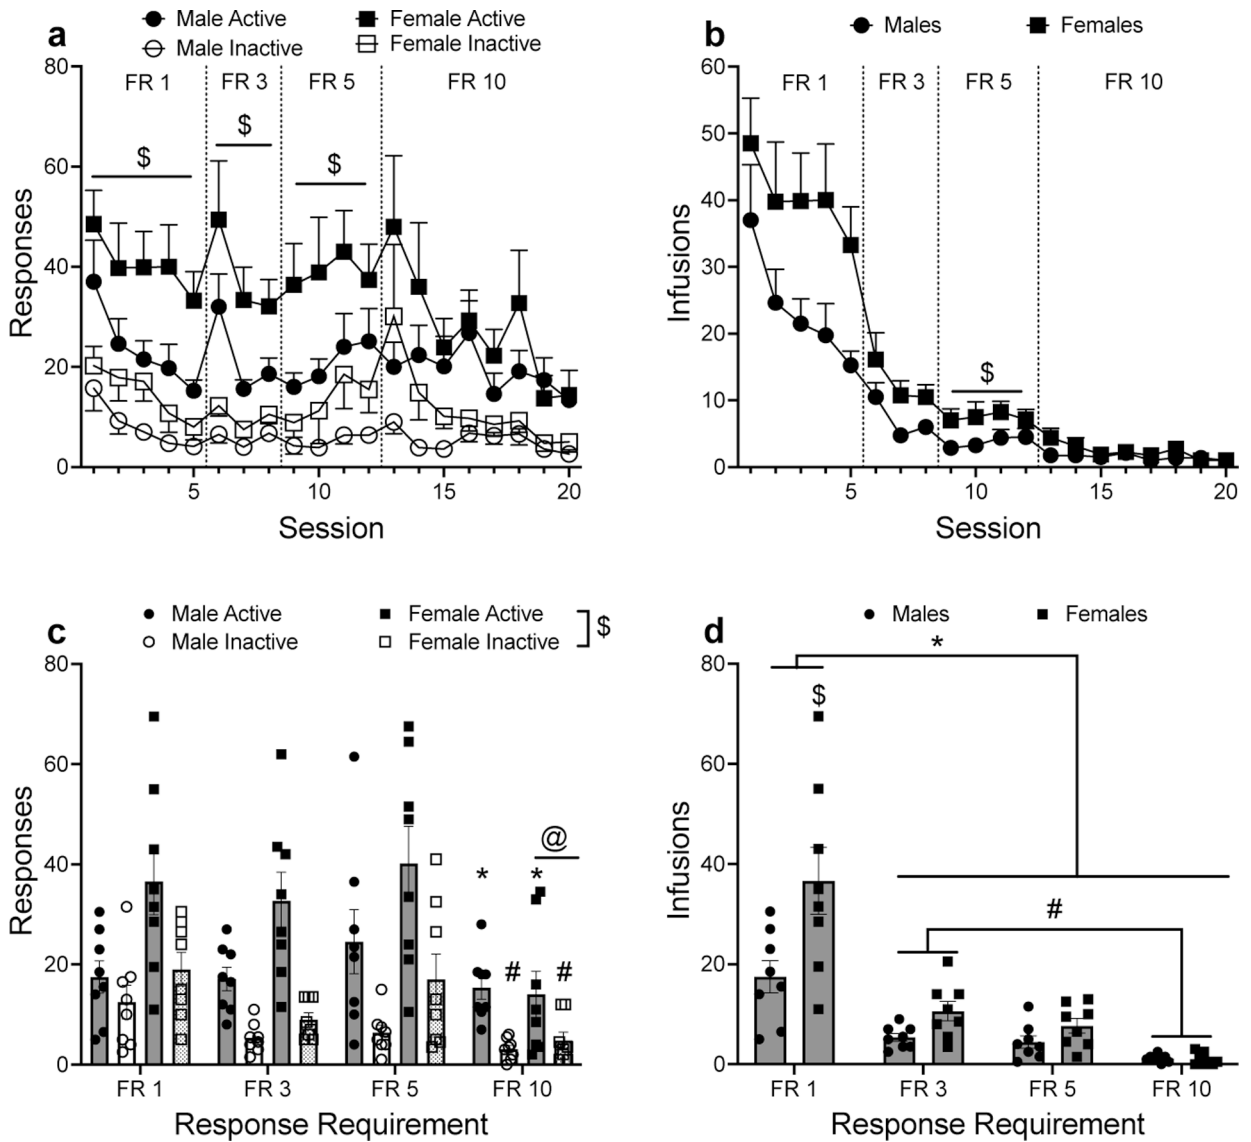 a
Male Active
Female Active
Male Inactive
Female Inactive
80
60
40
20
0
FR 1
FR 3
FR 5
FR 10
$
$
$
Responses
5
10
15
20
Session
b
Males
Females
60
50
40
30
20
10
0
FR 1
FR 3
FR 5
FR 10
$
Infusions
5
10
15
20
Session
c
Male Active
Female Active
Male Inactive
Female Inactive
$
80
60
40
20
0
Responses
@
*
*
#
#
FR 1
FR 3
FR 5
FR 10
Response Requirement
d
Males
Females
*
80
60
40
20
0
$
#
Infusions
FR 1
FR 3
FR 5
FR 10
Response Requirement